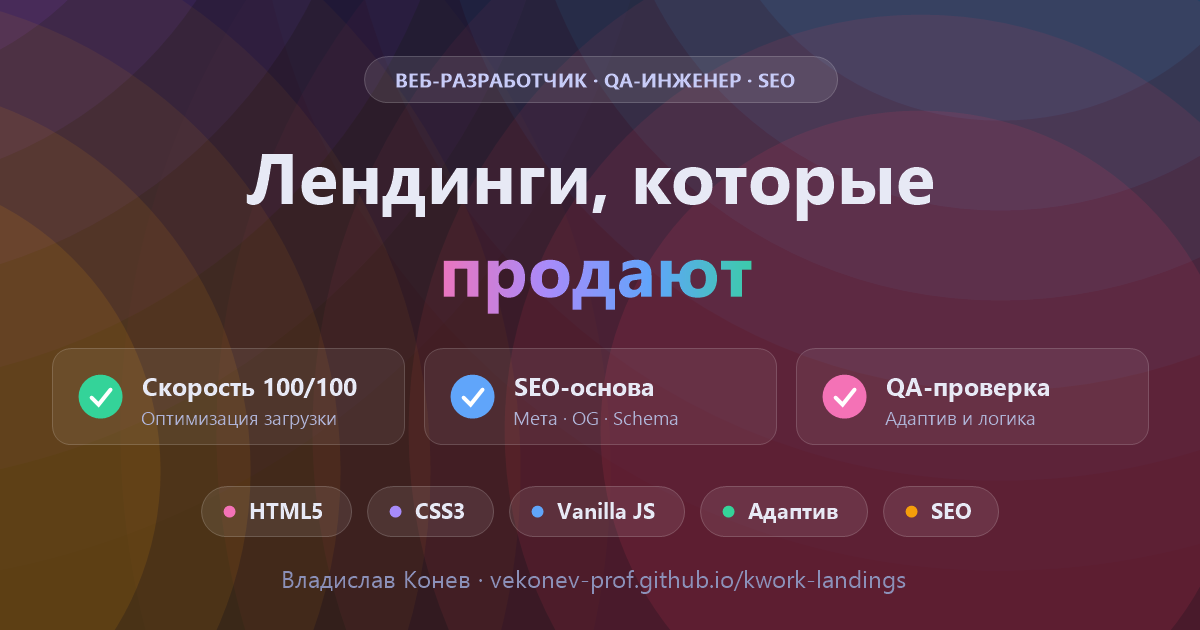 ВЕБ-РАЗРАБОТЧИК · QA-ИНЖЕНЕР · SEO
Лендинги, которые
продают
Скорость 100/100
Оптимизация загрузки
SEO-основа
Мета · OG · Schema
QA-проверка
Адаптив и логика
HTML5
CSS3
Vanilla JS
Адаптив
SEO
Владислав Конев · vekonev-prof.github.io/kwork-landings